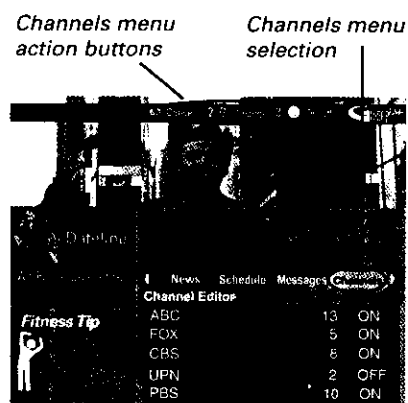 Channels menu action buttons
Channels menu selection
Dateline
News Schedule Messages
Channel Editor
Fitness Tip
ABC 13 ON
FOX 5 ON
CBS 8 ON
UPN 2 OFF
PBS 10 ON